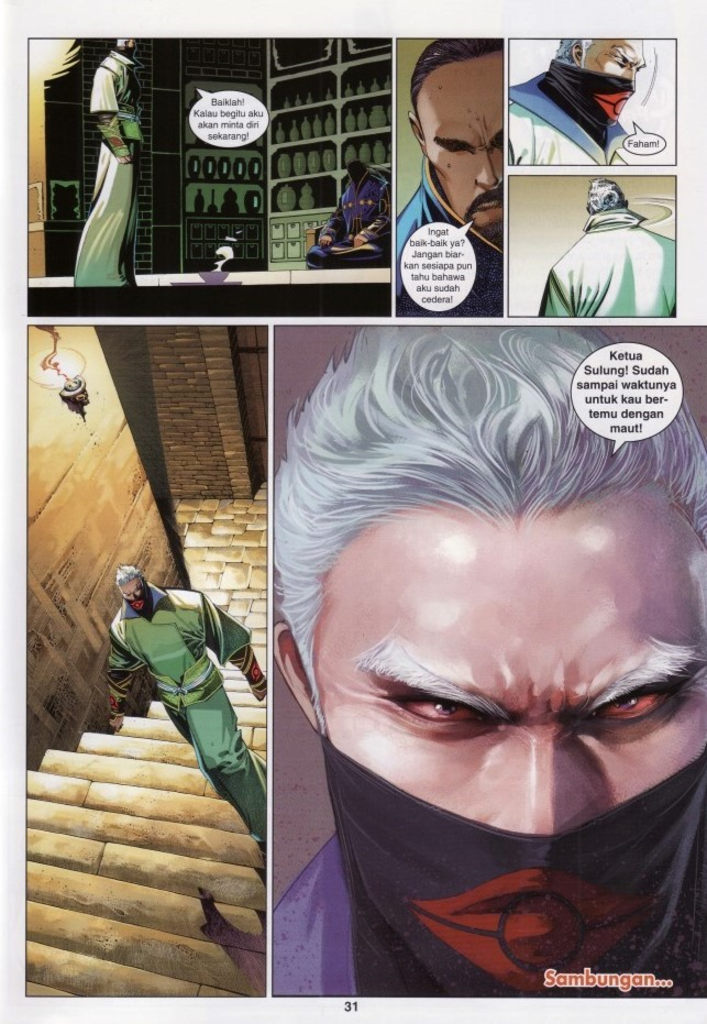 Baiklah!
Kalau begitu aku
akan minta diri
sekarang!
Ingat
baik-baik ya?
Jangan biar-
kan sesiapa pun
tahu bahawa
aku sudah
cedera!
Faham!
Ketua
Sulung! Sudah
sampai waktunya
untuk kau ber-
temu dengan
maut!
Sambungan...
31